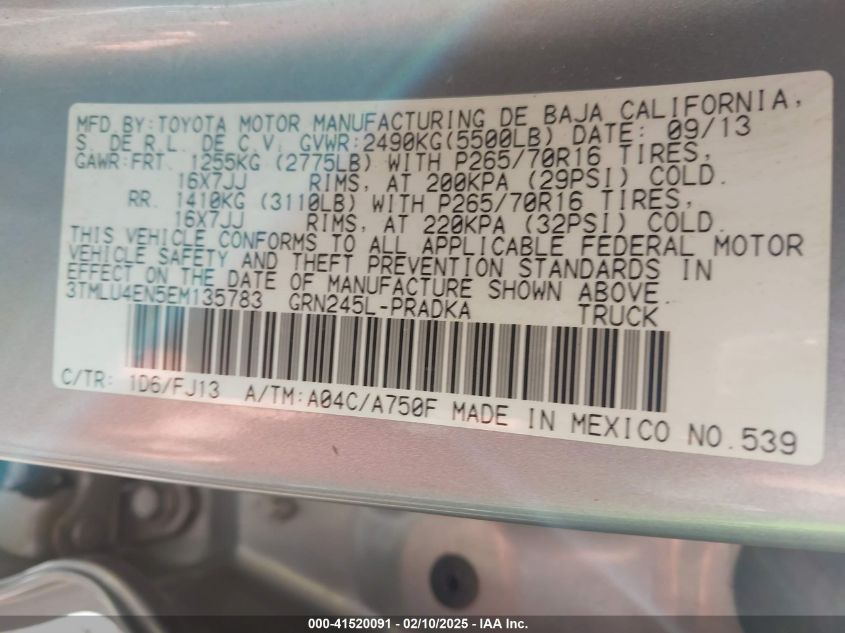 MFD BY:TOYOTA MOTOR MANUFACTURING DE BAJA CALIFORNIA,
S. DE R.L. DE C.V. GVWR:2490KG(5500LB) DATE: 09/13
GAWR:FRT. 1255KG (2775LB) WITH P265/70R16 TIRES,
16X7JJ RIMS, AT 200KPA (29PSI) COLD.
RR. 1410KG (3110LB) WITH P265/70R16 TIRES,
16X7JJ RIMS, AT 220KPA (32PSI) COLD.
THIS VEHICLE CONFORMS TO ALL APPLICABLE FEDERAL MOTOR
VEHICLE SAFETY AND THEFT PREVENTION STANDARDS IN
EFFECT ON THE DATE OF MANUFACTURE SHOWN ABOVE.
3TMLU4EN5EM135783 GRN245L-PRADKA TRUCK
C/TR: 1D6/FJ13 A/TM:A04C/A750F MADE IN MEXICO NO.539
000-41520091 - 02/10/2025 - IAA Inc.